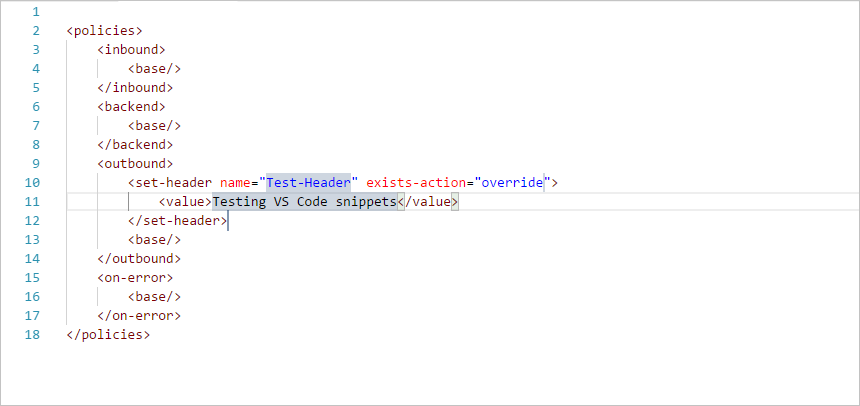 1
2 <policies>
3 <inbound>
4 <base/>
5 </inbound>
6 <backend>
7 <base/>
8 </backend>
9 <outbound>
10 <set-header name="Test-Header" exists-action="override">
11 <value>Testing VS Code snippets</value>
12 </set-header>
13 <base/>
14 </outbound>
15 <on-error>
16 <base/>
17 </on-error>
18 </policies>